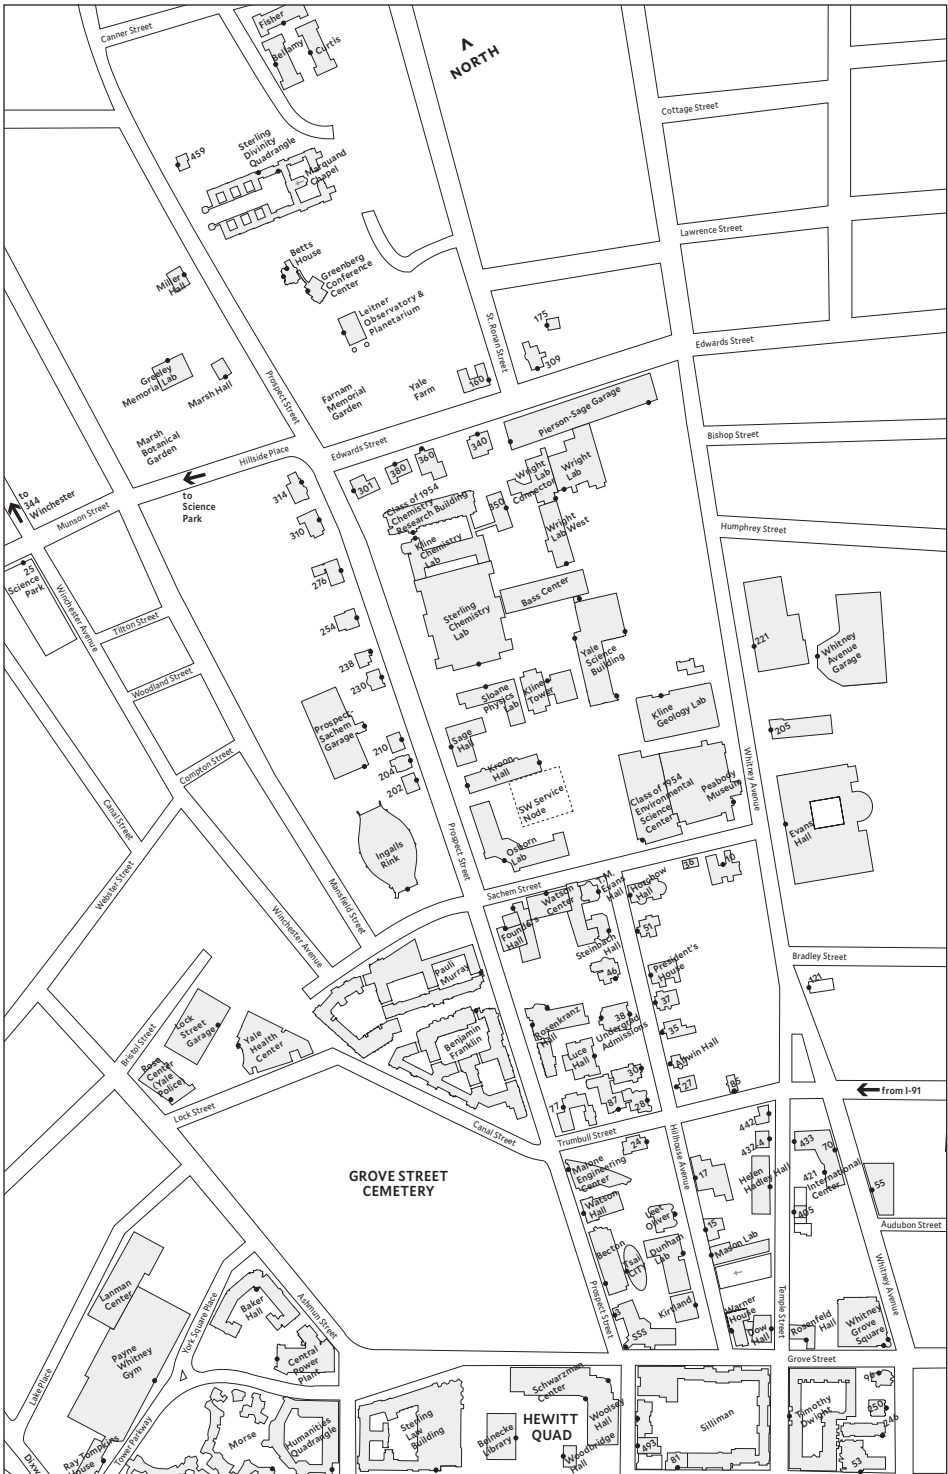 Canner Street
Fisher
Bellamy
Curtis
NORTH
Cottage Street
459
Sterling
Divinity
Quadrangle
Marquand
Chapel
Lawrence Street
Betts
House
Greenberg
Conference
Center
Miller
Hall
Leitner
Observatory &
Planetarium
St. Ronan Street
175
309
Edwards Street
Greeley
Memorial Lab
Marsh Hall
Prospect Street
Farnam
Memorial
Garden
Yale
Farm
160
Pierson-Sage Garage
Marsh
Botanical
Garden
Edwards Street
Bishop Street
Hillside Place
340
360
380
301
Wright
Lab
Connector
Wright
Lab
to
344
Winchester
to
Science
Park
314
Class of 1954
Chemistry
Research Building
350
Munson Street
310
Kline
Chemistry
Lab
Wright
Lab West
Humphrey Street
25
Science
Park
Winchester Avenue
276
Bass Center
Tilton Street
254
Sterling
Chemistry
Lab
221
Whitney
Avenue
Garage
Yale
Science
Building
238
230
Woodland Street
Sloane
Physics
Lab
Kline
Tower
Kline
Geology Lab
Prospect-
Sachem
Garage
205
210
Sage
Hall
Compton Street
204
202
Kroon
Hall
SW Service
Node
Class of 1954
Environmental
Science
Center
Peabody
Museum
Whitney Avenue
Evans
Hall
Canal Street
Ingalls
Rink
Prospect Street
Osborn
Lab
Webster Street
Mansfield Street
Sachem Street
56
10
Winchester Avenue
Watson
Center
T.M.
Evans
Hall
Horchow
Hall
Founders
Hall
51
Steinbach
Hall
Bradley Street
Pauli
Murray
46
President's
House
121
Lock
Street
Garage
Yale
Health
Center
Benjamin
Franklin
Rosenkranz
Hall
38
Undergrad
Admissions
37
35
Bristol Street
Rose
Center
(Yale
Police)
Luce
Hall
Allwin Hall
30
27
85
from I-91
Lock Street
Canal Street
77
87
28
Trumbull Street
442
24
432-4
433
70
GROVE STREET
CEMETERY
Malone
Engineering
Center
Hillhouse Avenue
17
Helen
Hadley Hall
421
International
Center
55
Watson
Hall
Leet
Oliver
15
405
Audubon Street
Becton
Tsai
CITY
Dunham
Lab
Mason Lab
Lanman
Center
Baker
Hall
Ashmun Street
York Square Place
Prospect Street
Kirtland
Warner
House
Dow
Hall
Temple Street
Rosenfeld
Hall
Whitney
Grove
Square
Whitney Avenue
SSS
Payne
Whitney
Gym
Central
Power
Plant
Grove Street
Lake Place
Schwarzman
Center
Woolsey
Hall
HEWITT
QUAD
Silliman
Timothy
Dwight
Tower Parkway
Morse
Humanities
Quadrangle
Sterling
Law
Building
Beinecke
Library
Woodbridge
Hall
493
81
250
53
Ray Tompkins
House